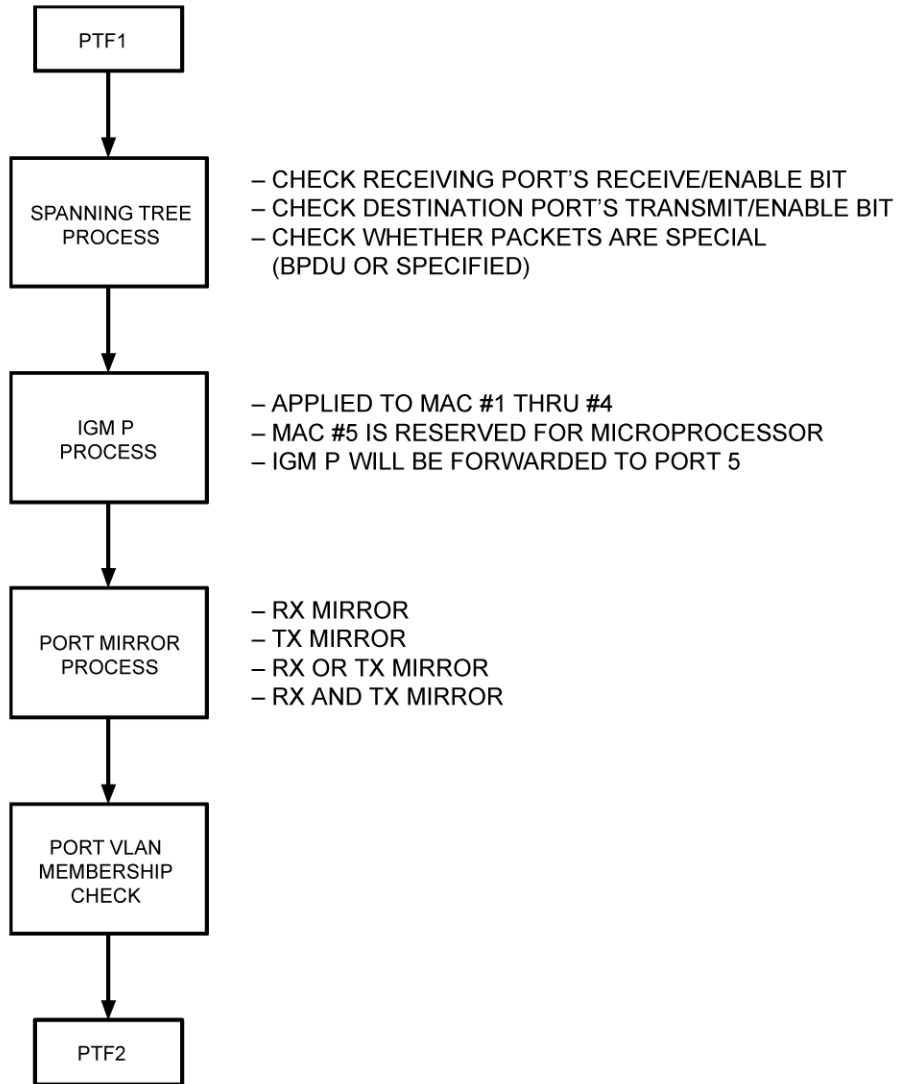 PTF1
SPANNING TREE
PROCESS
– CHECK RECEIVING PORT'S RECEIVE/ENABLE BIT
– CHECK DESTINATION PORT'S TRANSMIT/ENABLE BIT
– CHECK WHETHER PACKETS ARE SPECIAL
(BPDU OR SPECIFIED)
IGM P
PROCESS
– APPLIED TO MAC #1 THRU #4
– MAC #5 IS RESERVED FOR MICROPROCESSOR
– IGM P WILL BE FORWARDED TO PORT 5
PORT MIRROR
PROCESS
– RX MIRROR
– TX MIRROR
– RX OR TX MIRROR
– RX AND TX MIRROR
PORT VLAN
MEMBERSHIP
CHECK
PTF2